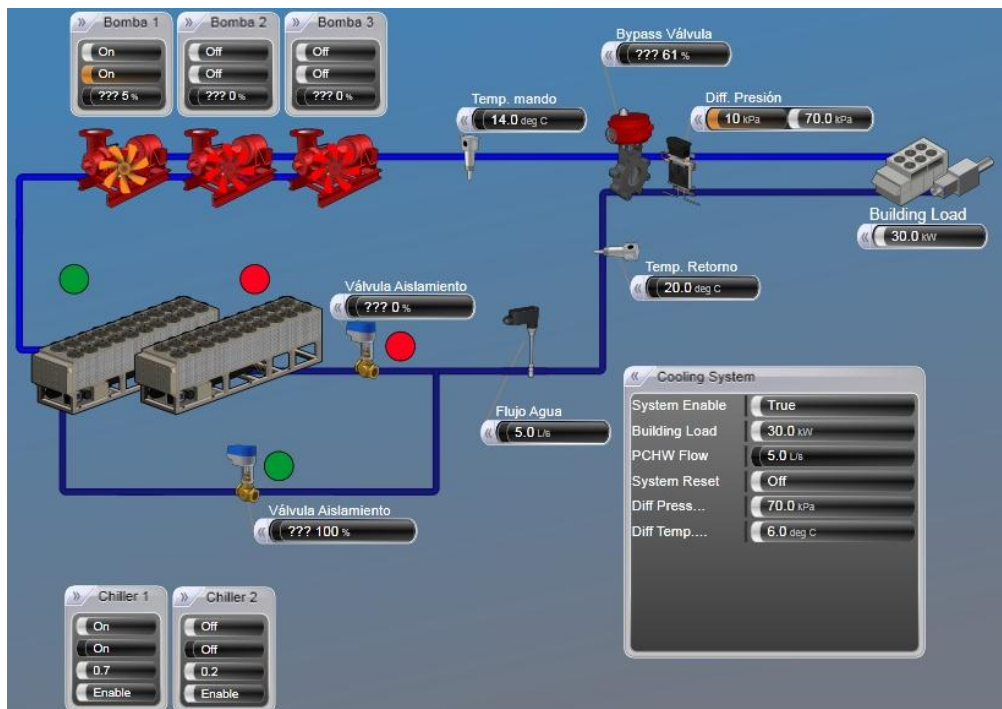 Bomba 1
On
On
??? 5 %
Bomba 2
Off
Off
??? 0 %
Bomba 3
Off
Off
??? 0 %
Temp. mando
14.0 deg C
Bypass Válvula
??? 61 %
Diff. Presión
10 kPa 70.0 kPa
Building Load
30.0 kW
Temp. Retorno
20.0 deg C
Válvula Aislamiento
??? 0 %
Flujo Agua
5.0 L/s
Válvula Aislamiento
??? 100 %
Cooling System
System Enable True
Building Load 30.0 kW
PCHW Flow 5.0 L/s
System Reset Off
Diff Press... 70.0 kPa
Diff Temp.... 6.0 deg C
Chiller 1
On
On
0.7
Enable
Chiller 2
Off
Off
0.2
Enable